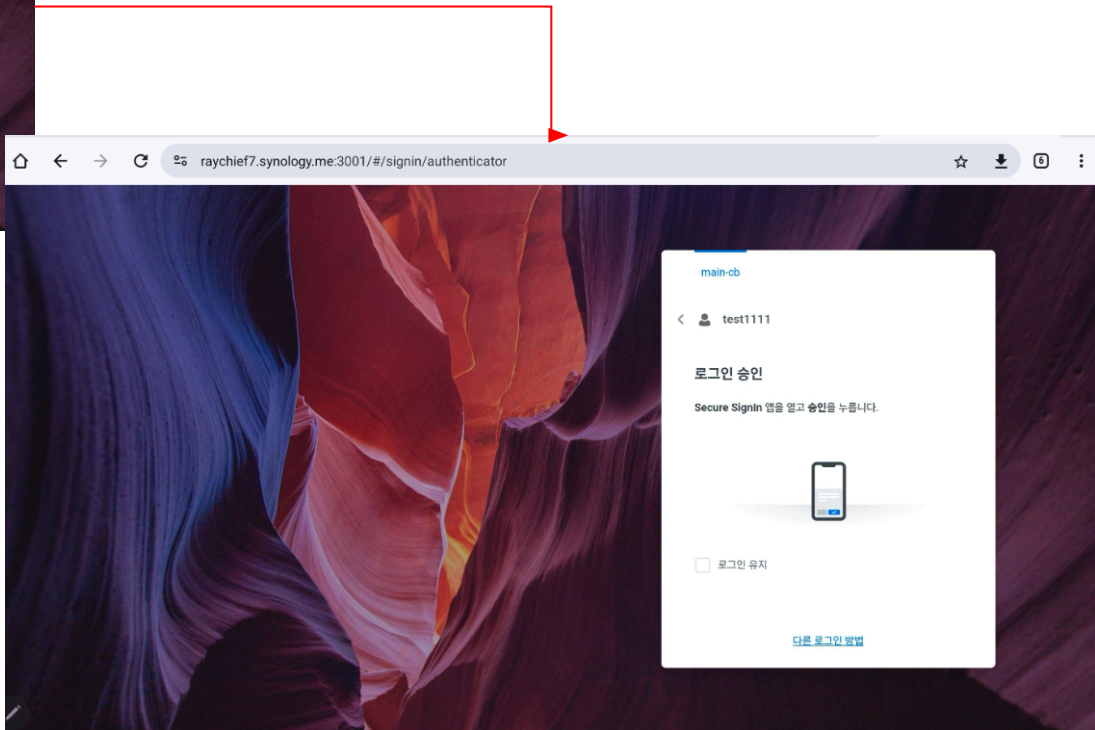 6
raychief7.synology.me:3001/#/signin/authenticator
main-cb
test1111
로그인 승인
Secure SignIn 앱을 열고 승인을 누릅니다.
로그인 유지
다른 로그인 방법